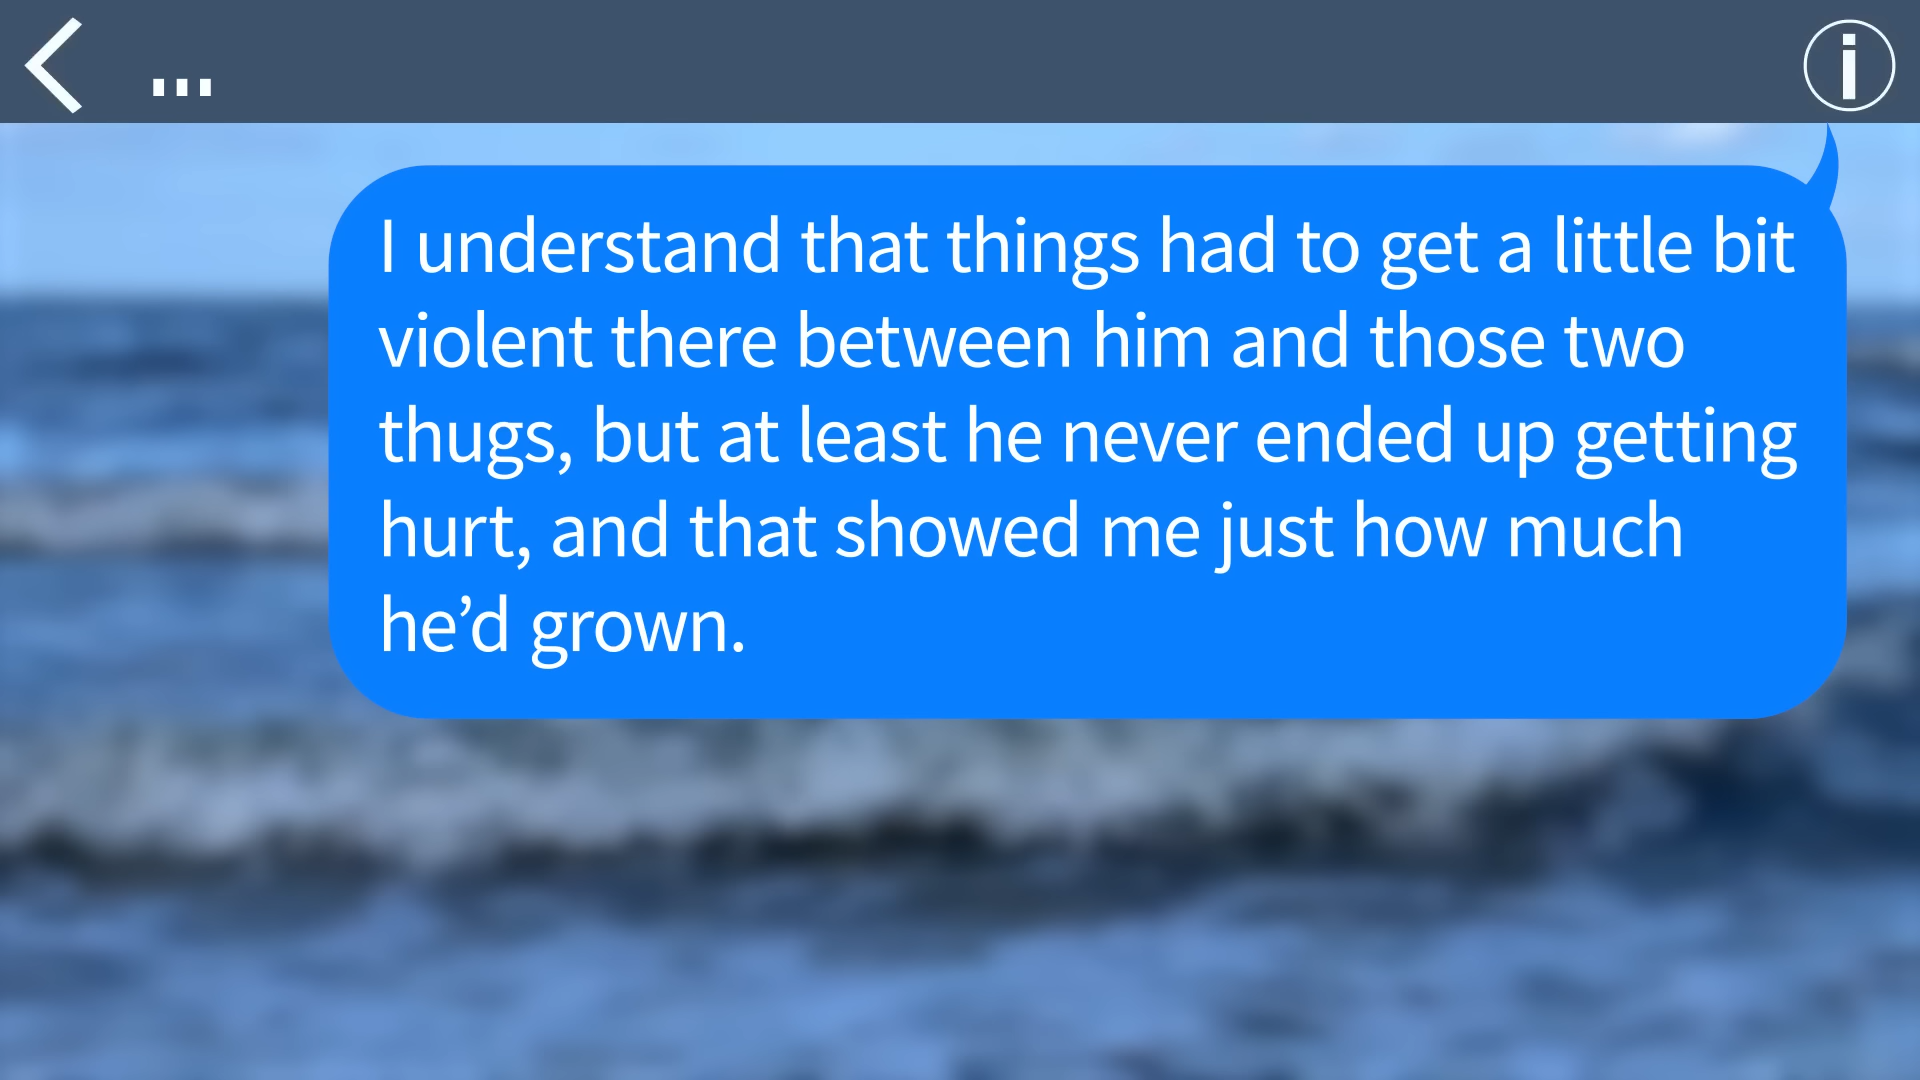 ...
I understand that things had to get a little bit
violent there between him and those two
thugs, but at least he never ended up getting
hurt, and that showed me just how much
he’d grown.